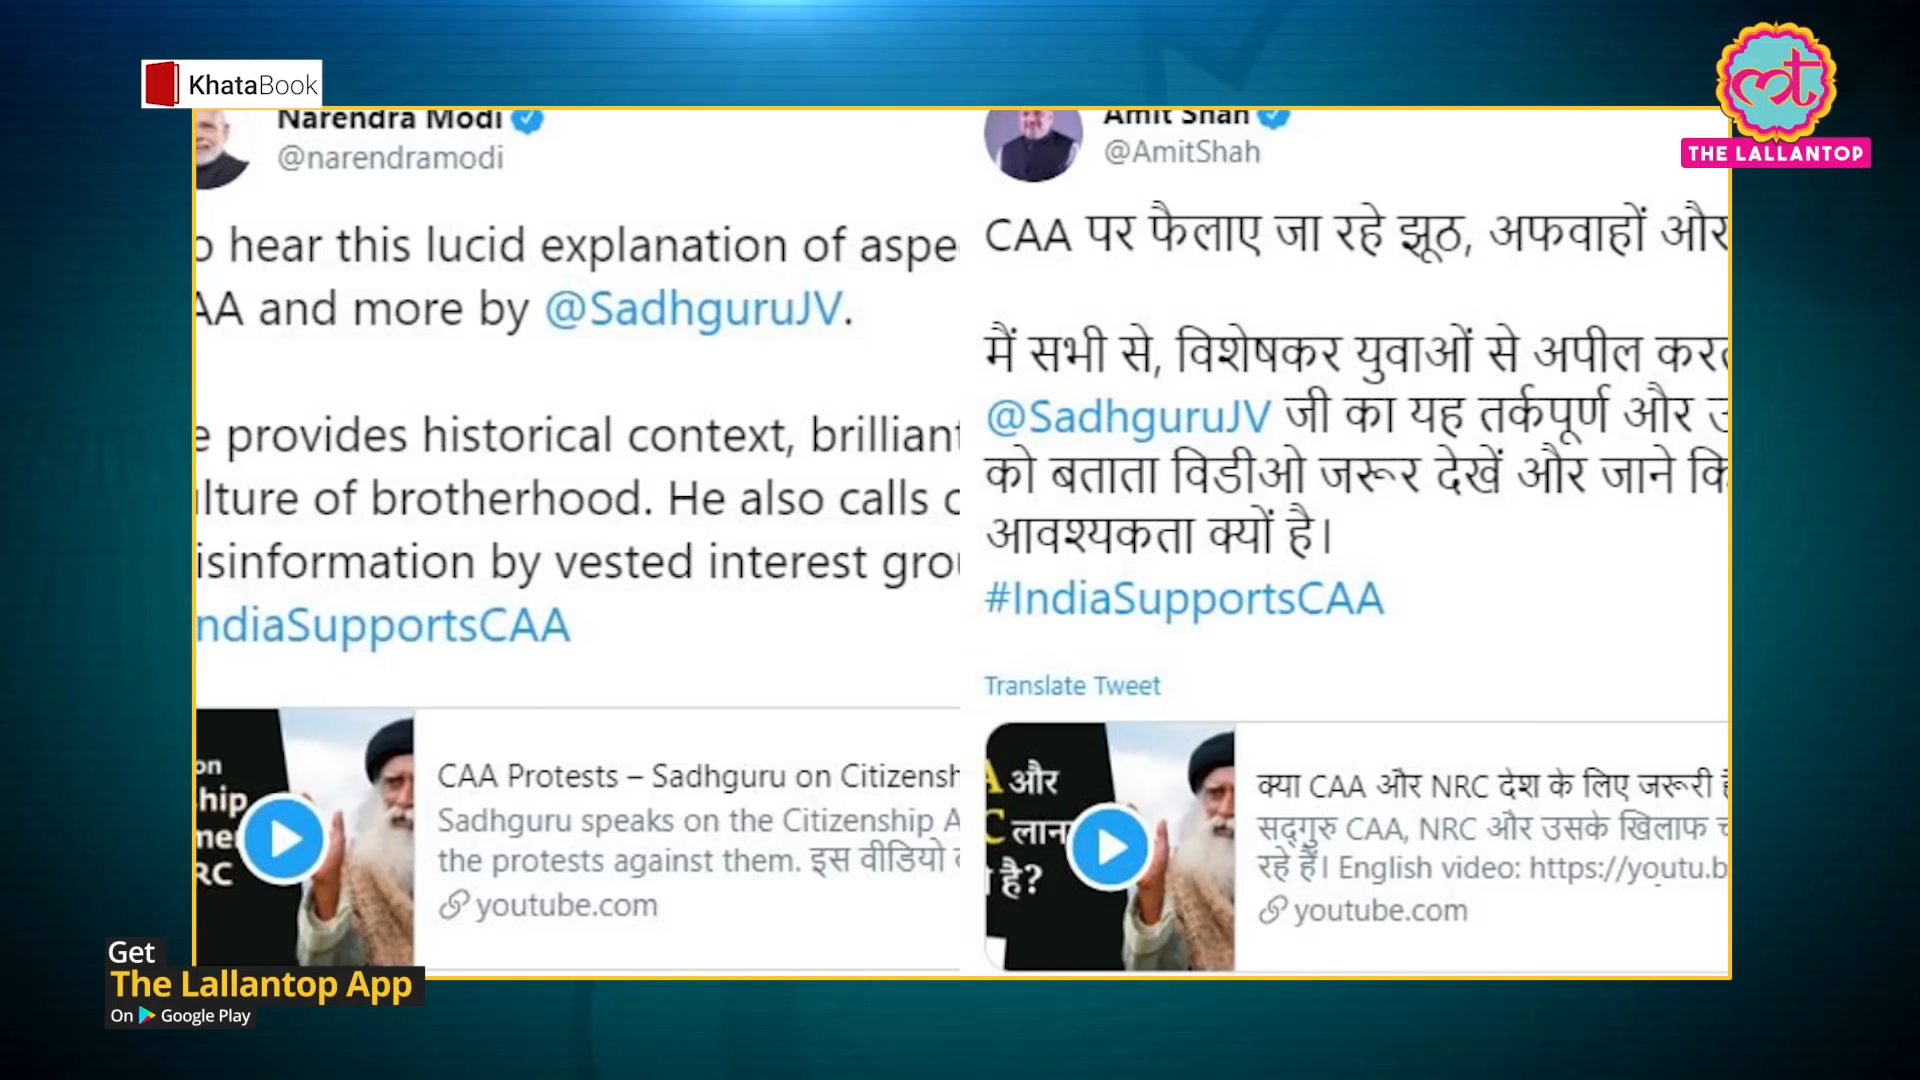 KhataBook
THE LALLANTOP
Narendra Modi
@narendramodi
o hear this lucid explanation of aspe
AA and more by @SadhguruJV.
e provides historical context, brilliant
lture of brotherhood. He also calls
isinformation by vested interest gro
ndiaSupportsCAA
on
hip
RC
CAA Protests – Sadhguru on Citizensh
Sadhguru speaks on the Citizenship A
the protests against them. इस वीडियो
youtube.com
Amit Shah
@AmitShah
CAA पर फैलाए जा रहे झूठ, अफवाहों और
मैं सभी से, विशेषकर युवाओं से अपील
@SadhguruJV जी का यह तर्कपूर्ण और
को बताता विडीओ जरूर देखें और जाने कि
आवश्यकता क्यों है।
#IndiaSupportsCAA
Translate Tweet
A और
C लान
है?
क्या CAA और NRC देश के लिए जरूरी
सद्गुरु CAA, NRC और उसके खिलाफ
रहे हैं। English video: https://youtu.b
youtube.com
Get
The Lallantop App
On Google Play